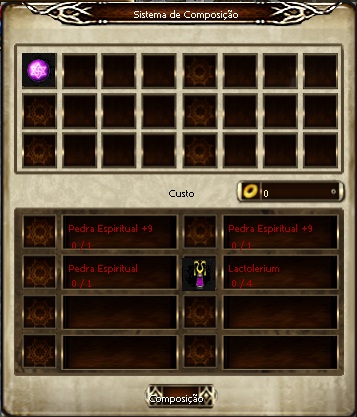 Sistema de Composição
Custo
0
Pedra Espiritual +9
0 / 1
Pedra Espiritual +9
0 / 1
Pedra Espiritual
0 / 1
Lactolerium
0 / 4
Composição